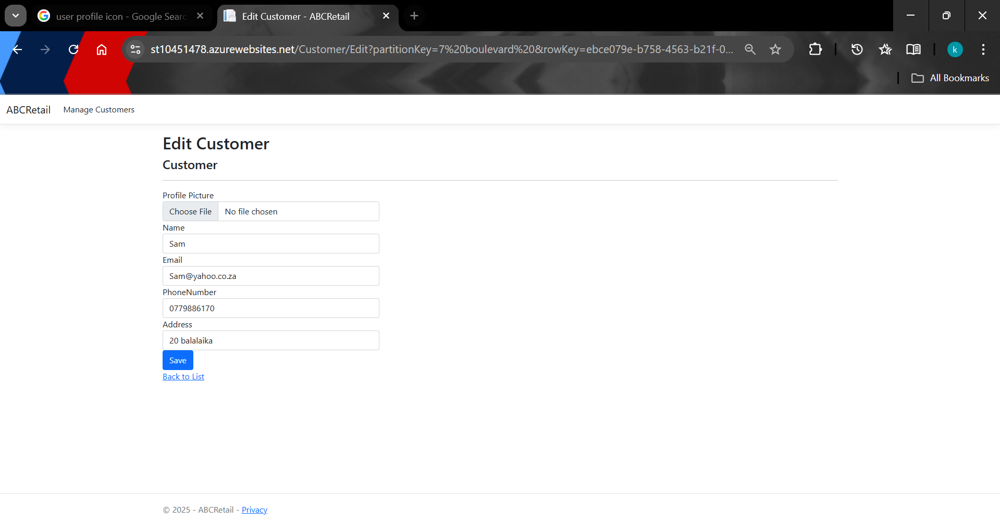 user profile icon - Google Searc
Edit Customer - ABCRetail
st10451478.azurewebsites.net/Customer/Edit?partitionKey=7%20boulevard%20&rowKey=ebce079e-b758-4563-b21f-0...
k
All Bookmarks
ABCRetail
Manage Customers
Edit Customer
Customer
Profile Picture
Choose File
No file chosen
Name
Sam
Email
Sam@yahoo.co.za
PhoneNumber
0779886170
Address
20 balalaika
Save
Back to List
© 2025 - ABCRetail - Privacy